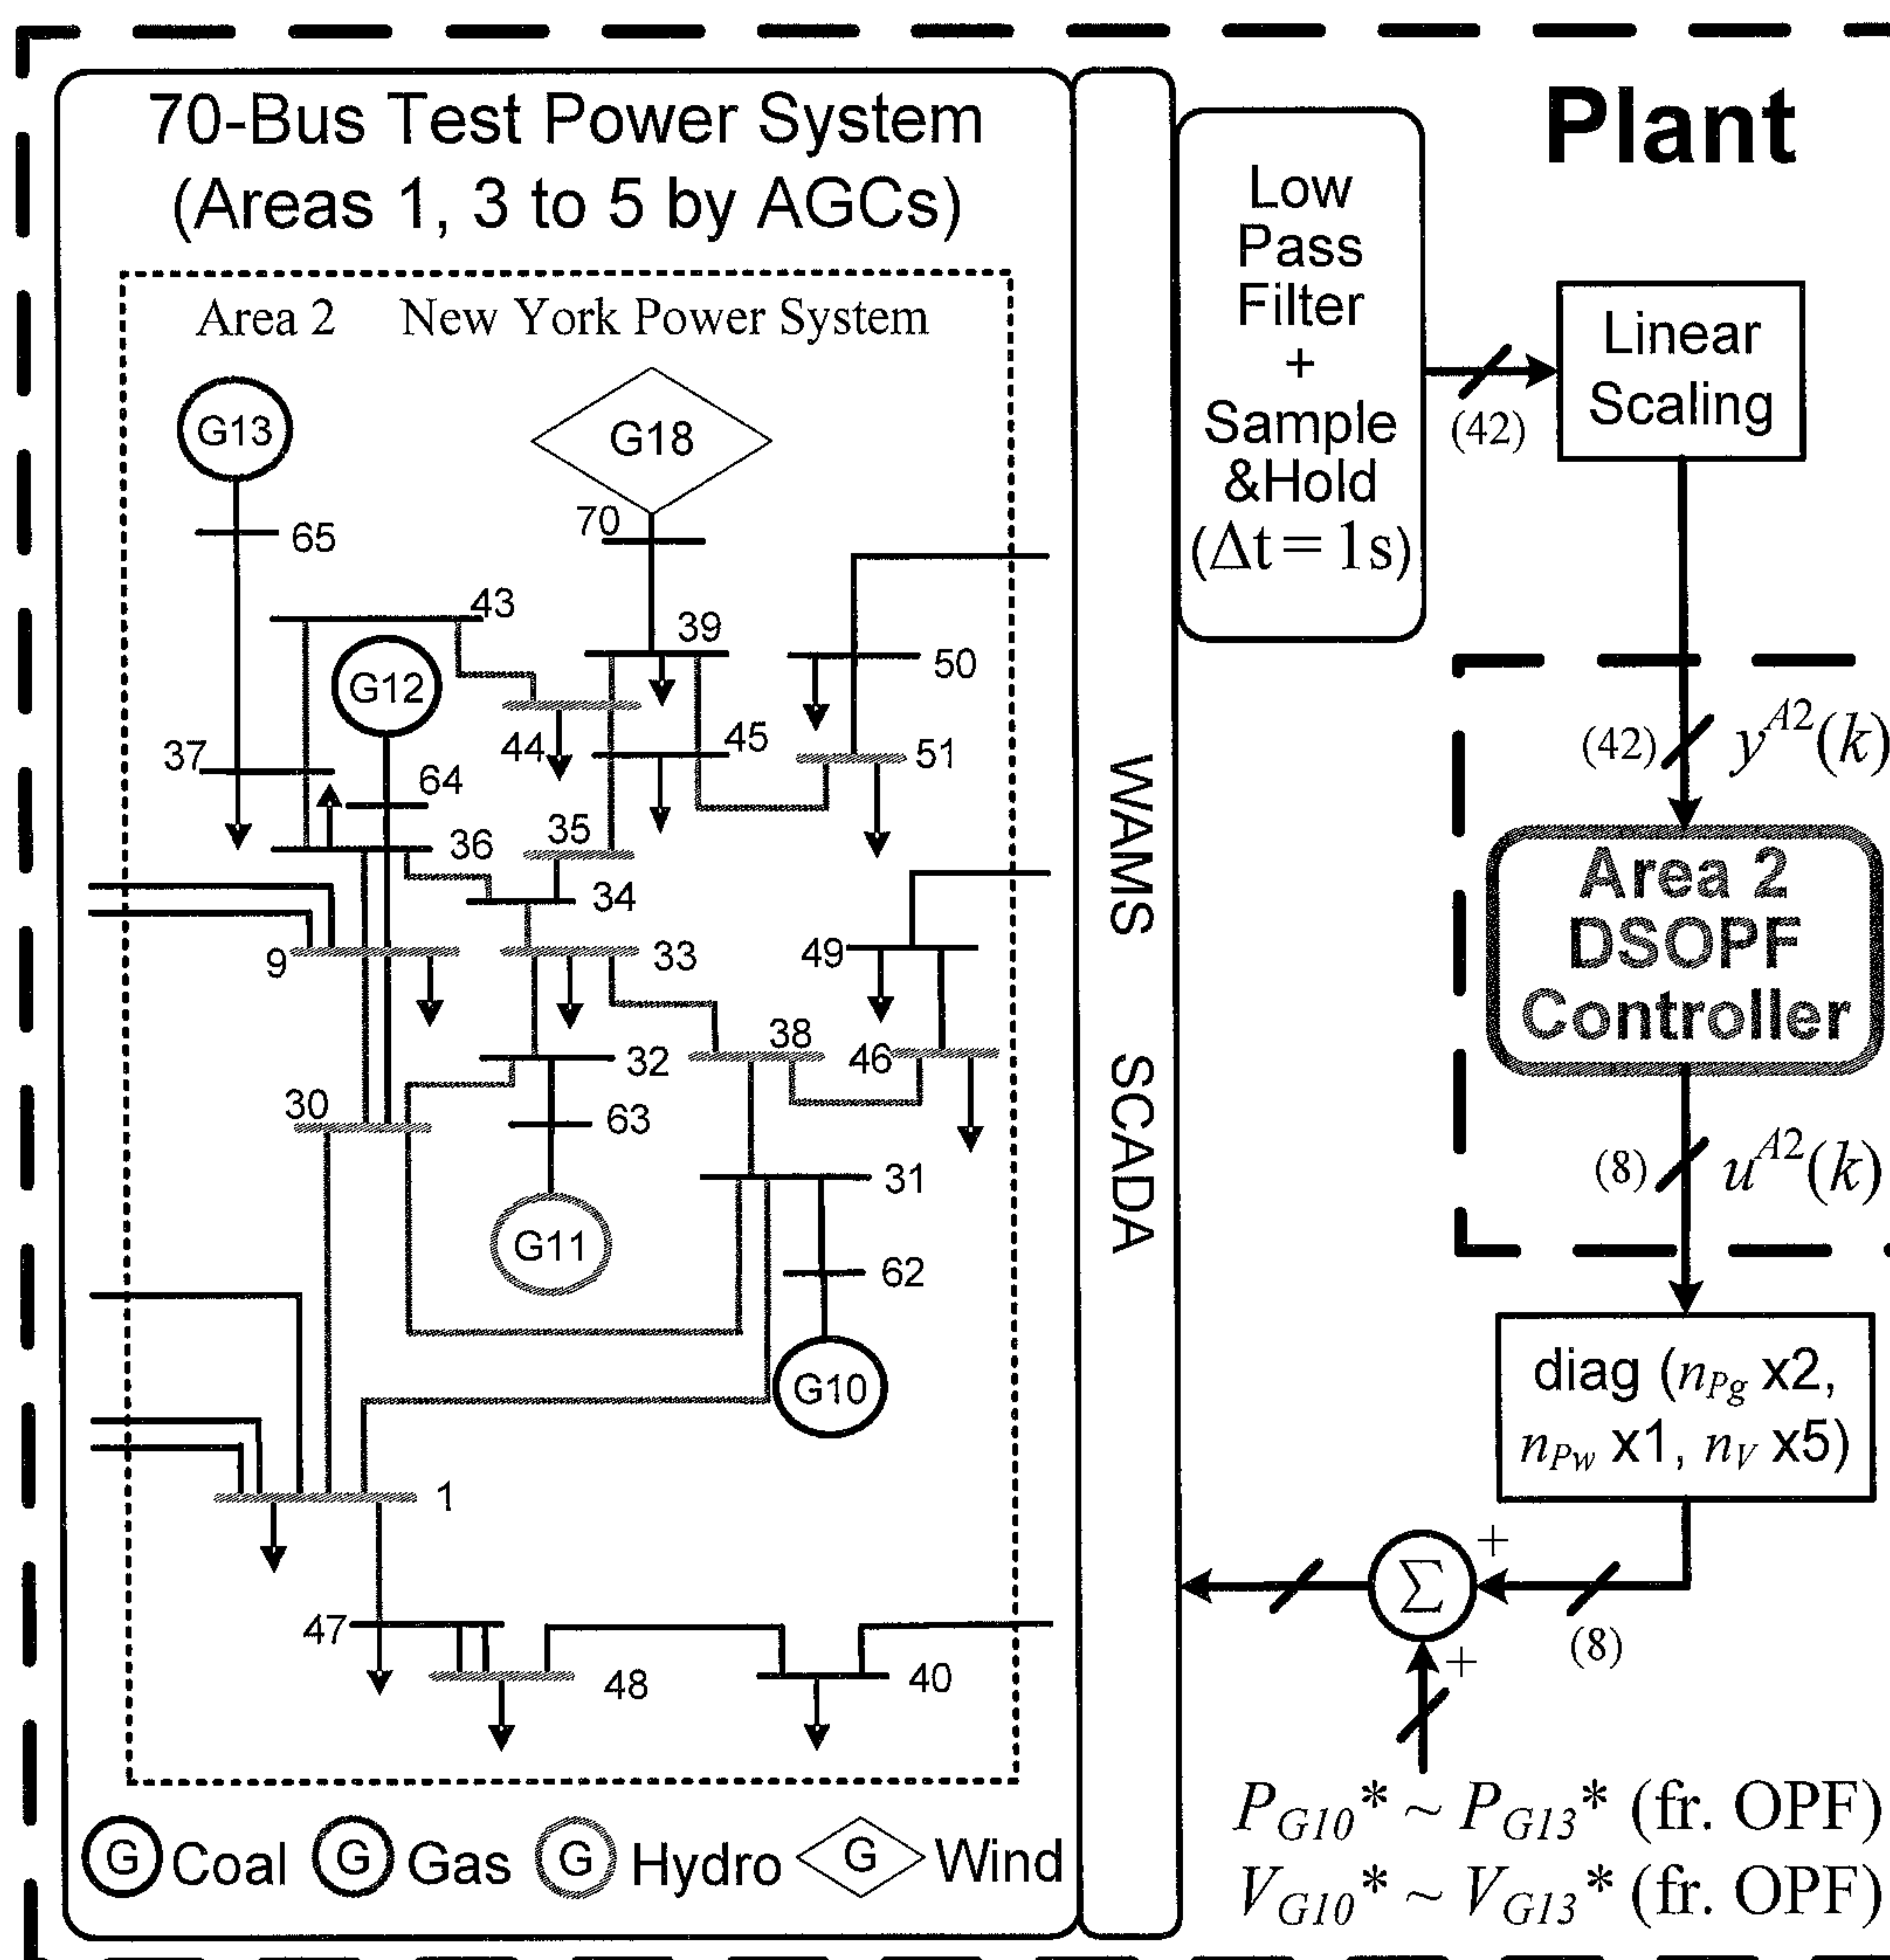 70-Bus Test Power System
(Areas 1, 3 to 5 by AGCs)
Area 2 New York Power System
G13
G18
65
70
43
39
50
G12
44
45
51
37
64
36
35
34
9
33
49
38
46
32
30
63
31
G11
62
G10
1
47
48
40
G Coal G Gas G Hydro G Wind
WAMS SCADA
Plant
Low
Pass
Filter
+
Sample
&Hold
(Δt = 1s)
(42)
Linear
Scaling
(42) y^A2(k)
Area 2
DSOPF
Controller
(8) u^A2(k)
diag (n_Pg x2,
n_Pw x1, n_V x5)
+
Σ
(8)
+
P_G10* ~ P_G13* (fr. OPF)
V_G10* ~ V_G13* (fr. OPF)